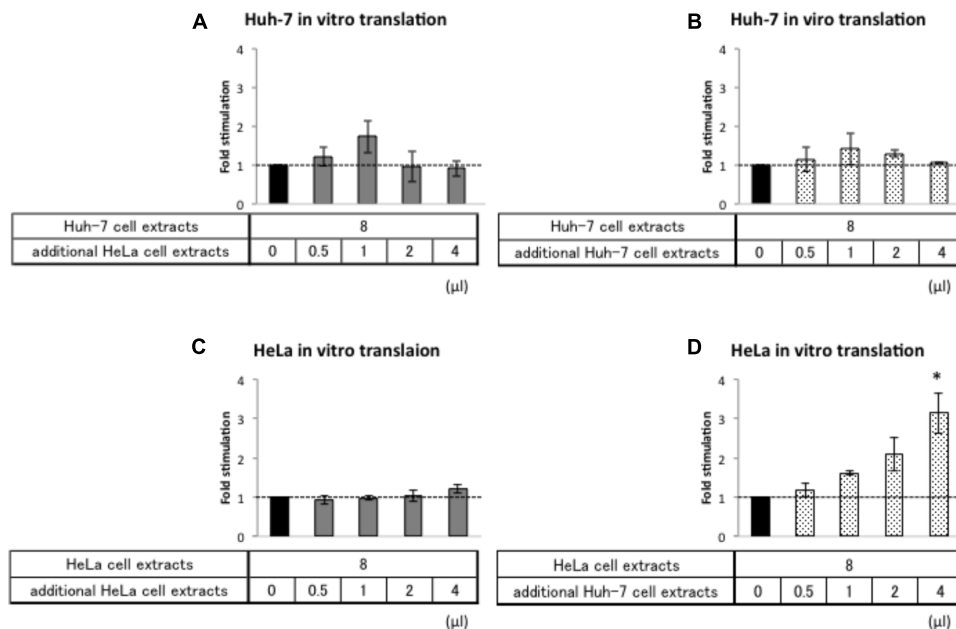 A
Huh-7 in vitro translation
Fold stimulation
4
3
2
1
0
Huh-7 cell extracts 8
additional HeLa cell extracts 0 0.5 1 2 4
(μl)
B
Huh-7 in viro translation
Fold stimulation
4
3
2
1
0
Huh-7 cell extracts 8
additional Huh-7 cell extracts 0 0.5 1 2 4
(μl)
C
HeLa in vitro translaion
Fold stimulation
4
3
2
1
0
HeLa cell extracts 8
additional HeLa cell extracts 0 0.5 1 2 4
(μl)
D
HeLa in vitro translation
Fold stimulation
4
3
2
1
0
*
HeLa cell extracts 8
additional Huh-7 cell extracts 0 0.5 1 2 4
(μl)